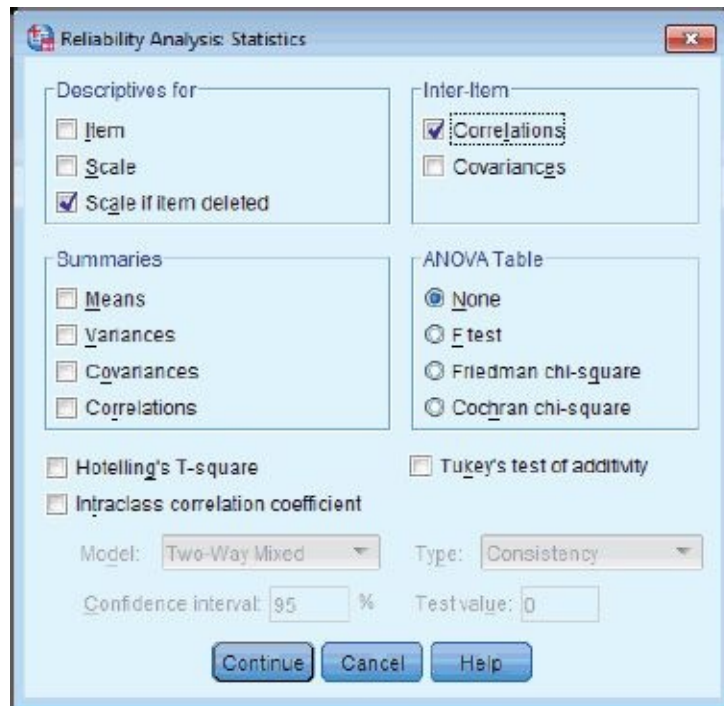 Reliability Analysis: Statistics
Descriptives for
Item
Scale
Scale if item deleted
Inter-Item
Correlations
Covariances
Summaries
Means
Variances
Covariances
Correlations
ANOVA Table
None
F test
Friedman chi-square
Cochran chi-square
Hotelling's T-square
Tukey's test of additivity
Intraclass correlation coefficient
Model: Two-Way Mixed
Type: Consistency
Confidence interval: 95 %
Test value: 0
Continue Cancel Help